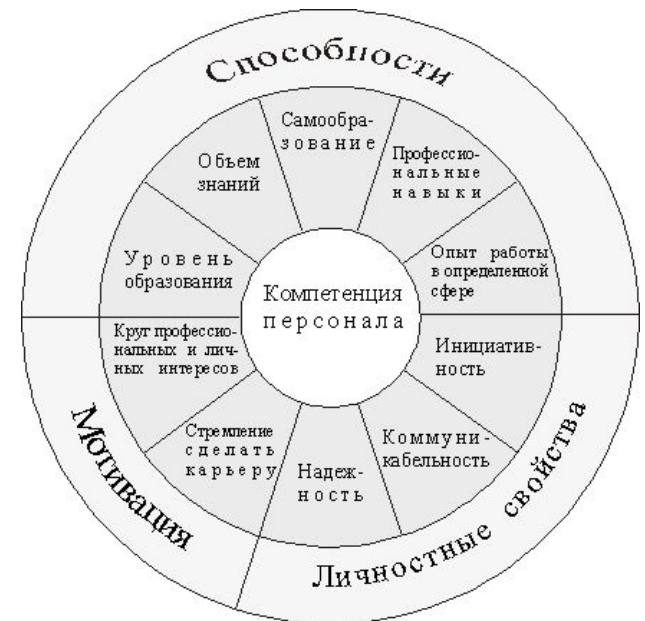 Способности
Самообра-
зование
Профессио-
нальные
навыки
Объем
знаний
Опыт работы
в определенной
сфере
Уровень
образования
Компетенция
персонала
Круг професcио-
нальных и лич-
ных интересов
Инициатив-
ность
Стремление
сделать
карьеру
Коммуни-
кабельность
Надеж-
ность
Мотивация
Личностные свойства